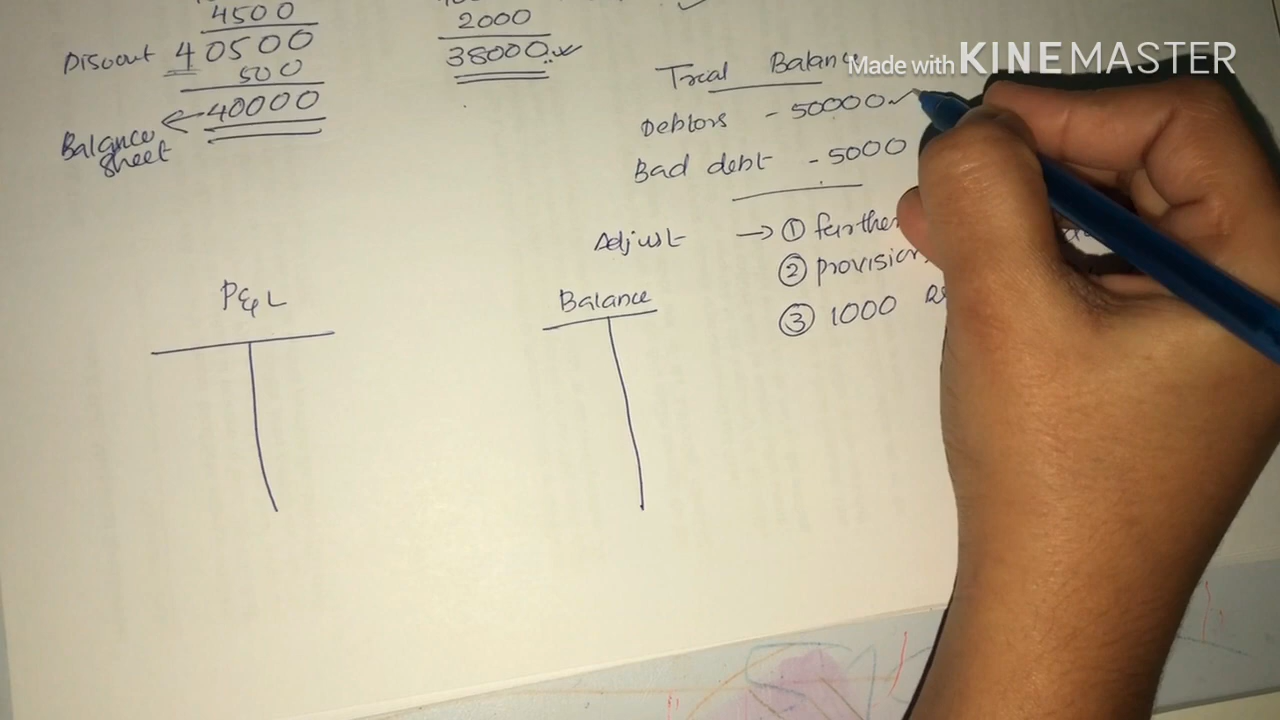 4500
Discout 40500
500
40000
Balance
sheet
2000
38000
Made with KINEMASTER
Trial Balance
Debtors - 50000
Bad debt - 5000
Adjust → ① further
② provision
③ 1000
P&L
Balance